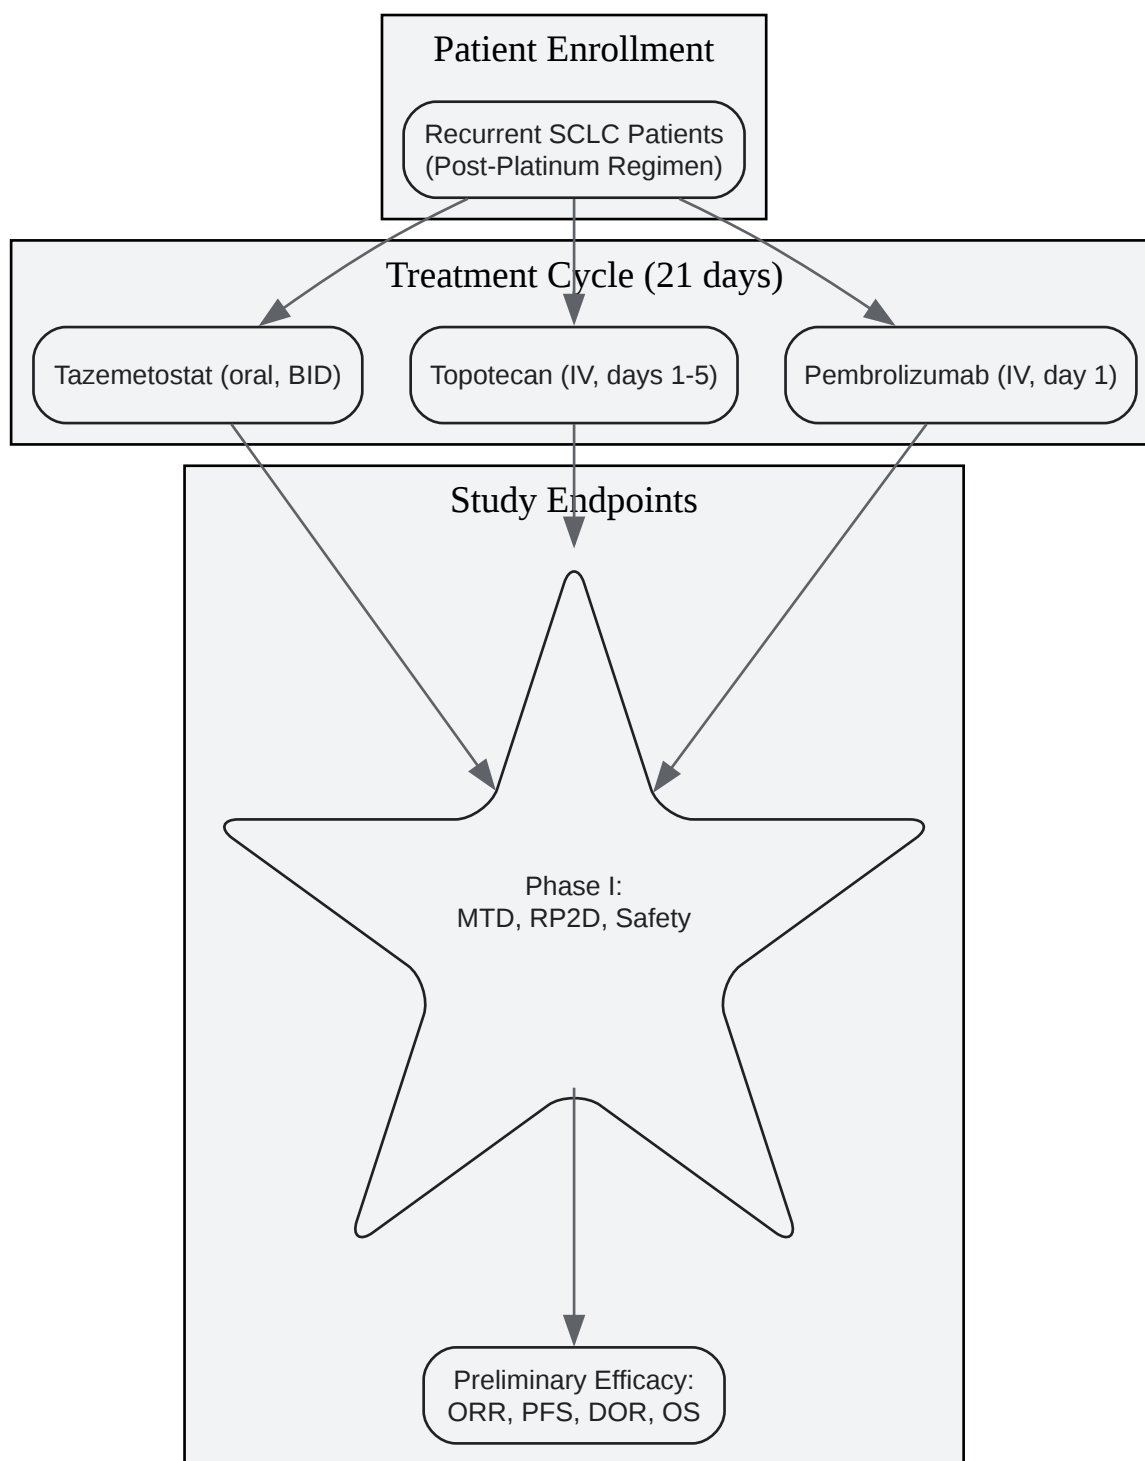 Patient Enrollment
Recurrent SCLC Patients
(Post-Platinum Regimen)
Treatment Cycle (21 days)
Tazemetostat (oral, BID)
Topotecan (IV, days 1-5)
Pembrolizumab (IV, day 1)
Study Endpoints
Phase I:
MTD, RP2D, Safety
Preliminary Efficacy:
ORR, PFS, DOR, OS